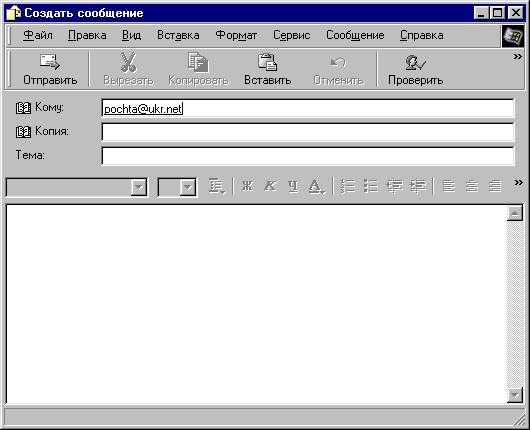 Создать сообщение
Файл Правка Вид Вставка Формат Сервис Сообщение Справка
Отправить Вырезать Копировать Вставить Отменить Проверить
Кому: pochta@ukr.net
Копия:
Тема:
Ж К Ч А